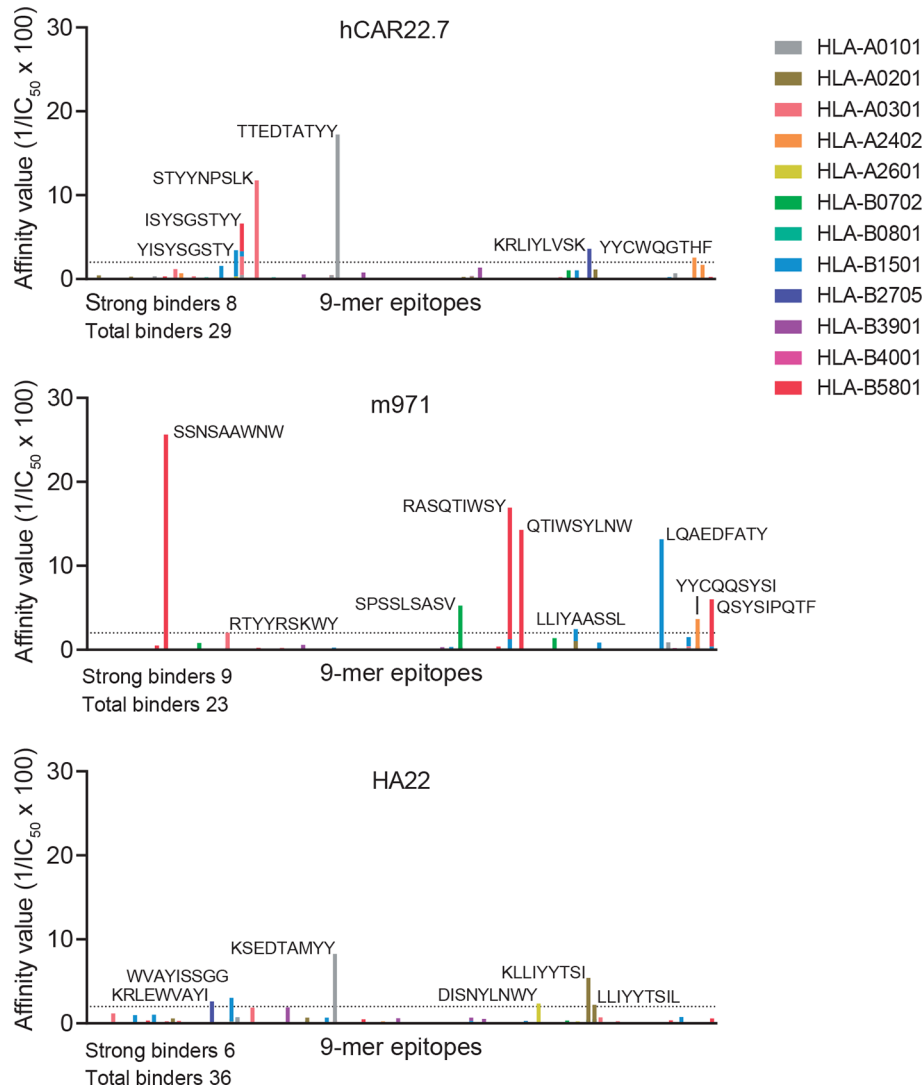 hCAR22.7
Affinity value (1/IC50 x 100)
30
20
10
0
TTEDTATYY
STYYNPSLK
ISYSGSTYY
YISYSGSTY
KRLIYLVSK
YYCWQGTHF
Strong binders 8
Total binders 29
9-mer epitopes
HLA-A0101
HLA-A0201
HLA-A0301
HLA-A2402
HLA-A2601
HLA-B0702
HLA-B0801
HLA-B1501
HLA-B2705
HLA-B3901
HLA-B4001
HLA-B5801
m971
Affinity value (1/IC50 x 100)
30
20
10
0
SSNSAAWNW
RASQTIWSY
QTIWSYLNW
LQAEDFATY
YYCQQSYSI
SPSSLSASV
QSYSIPQTF
RTYYRSKWY
LLIYAASSL
Strong binders 9
Total binders 23
9-mer epitopes
HA22
Affinity value (1/IC50 x 100)
30
20
10
0
KSEDTAMYY
WVAYISSGG
KRLEWVAYI
KLLIYYTSI
DISNYLNWY
LLIYYTSIL
Strong binders 6
Total binders 36
9-mer epitopes